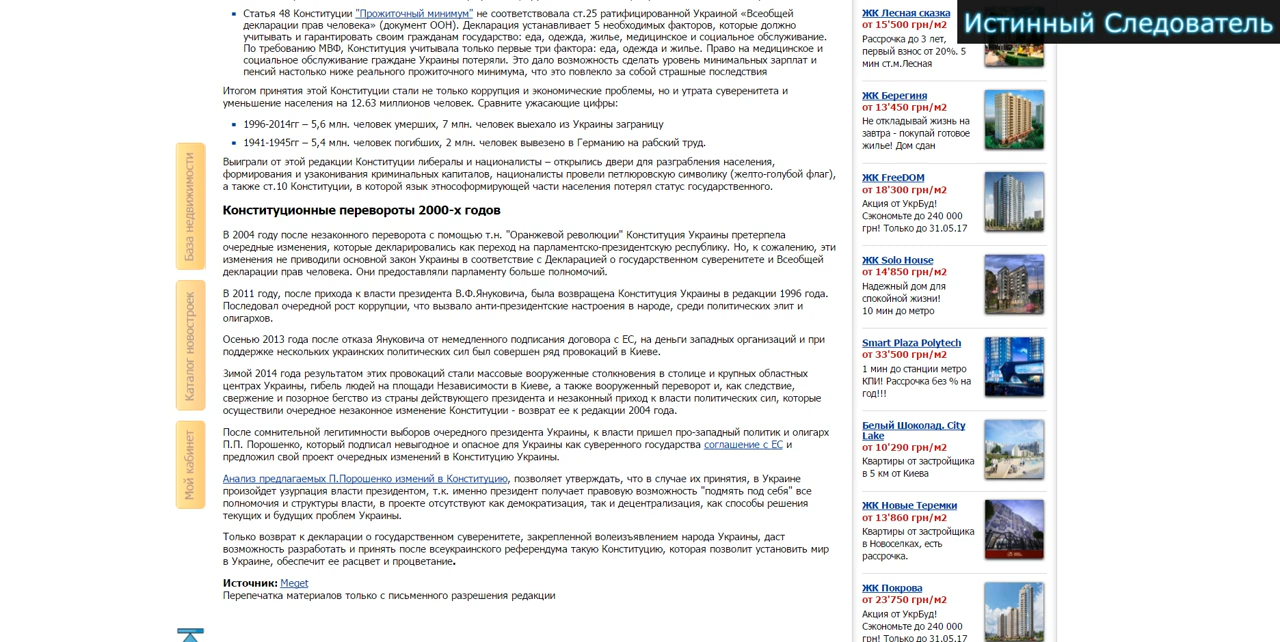 Статья 48 Конституции "Прожиточный минимум" не соответствовала ст.25 ратифицированной Украиной «Всеобщей
декларации прав человека» (документ ООН). Декларация устанавливает 5 необходимых факторов, которые должно
учитывать и гарантировать своим гражданам государство: еда, одежда, жилье, медицинское и социальное обслуживание.
По требованию МВФ, Конституция учитывала только первые три фактора: еда, одежда и жилье. Право на медицинское и
социальное обслуживание граждане Украины потеряли. Это дало возможность сделать уровень минимальных зарплат и
пенсий настолько ниже реального прожиточного минимума, что это повлекло за собой страшные последствия
Итогом принятия этой Конституции стали не только коррупция и экономические проблемы, но и утрата суверенитета и
уменьшение населения на 12.63 миллионов человек. Сравните ужасающие цифры:
1996-2014гг – 5,6 млн. человек умерших, 7 млн. человек выехало из Украины заграницу
1941-1945гг – 5,4 млн. человек погибших, 2 млн. человек вывезено в Германию на рабский труд.
Выиграли от этой редакции Конституции либералы и националисты – открылись двери для разграбления населения,
формирования и узаконивания криминальных капиталов, националисты провели петлюровскую символику (желто-голубой флаг),
а также ст.10 Конституции, в которой язык этнософормирующей части населения потерял статус государственного.
Конституционные перевороты 2000-х годов
В 2004 году после незаконного переворота с помощью т.н. "Оранжевой революции" Конституция Украины претерпела
очередные изменения, которые декларировались как переход на парламентско-президентскую республику. Но, к сожалению, эти
изменения не приводили основной закон Украины в соответствие с Декларацией о государственном суверенитете и Всеобщей
декларации прав человека. Они предоставляли парламенту больше полномочий.
В 2011 году, после прихода к власти президента В.Ф.Януковича, была возвращена Конституция Украины в редакции 1996 года.
Последовал очередной рост коррупции, что вызвало анти-президентские настроения в народе, среди политических элит и
олигархов.
Осенью 2013 года после отказа Януковича от немедленного подписания договора с ЕС, на деньги западных организаций и при
поддержке нескольких украинских политических сил был совершен ряд провокаций в Киеве.
Зимой 2014 года результатом этих провокаций стали массовые вооруженные столкновения в столице и крупных областных
центрах Украины, гибель людей на площади Независимости в Киеве, а также вооруженный переворот и, как следствие,
свержение и позорное бегство из страны действующего президента и незаконный приход к власти политических сил, которые
осуществили очередное незаконное изменение Конституции - возврат ее к редакции 2004 года.
После сомнительной легитимности выборов очередного президента Украины, к власти пришел про-западный политик и олигарх
П.П. Порошенко, который подписал невыгодное и опасное для Украины как суверенного государства соглашение с ЕС и
предложил свой проект очередных изменений в Конституцию Украины.
Анализ предлагаемых П.Порошенко измений в Конституцию, позволяет утверждать, что в случае их принятия, в Украине
произойдет узурпация власти президентом, т.к. именно президент получает правовую возможность "подмять под себя" все
полномочия и структуры власти, в проекте отсутствуют как демократизация, так и децентрализация, как способы решения
текущих и будущих проблем Украины.
Только возврат к декларации о государственном суверенитете, закрепленной волеизъявлением народа Украины, даст
возможность разработать и принять после всеукраинского референдума такую Конституцию, которая позволит установить мир
в Украине, обеспечит ее расцвет и процветание.
Источник: Meget
Перепечатка материалов только с письменного разрешения редакции
База недвижимости
Каталог новостроек
Мой кабинет
Истинный Следователь
ЖК Лесная сказка
от 15'500 грн/м2
Рассрочка до 3 лет,
первый взнос от 20%. 5
мин ст.м.Лесная
ЖК Берегиня
от 13'450 грн/м2
Не откладывай жизнь на
завтра - покупай готовое
жилье! Дом сдан
ЖК FreeDOM
от 18'300 грн/м2
Акция от УкрБуд!
Сэкономьте до 240 000
грн! Только до 31.05.17
ЖК Solo House
от 14'850 грн/м2
Надежный дом для
спокойной жизни!
10 мин до метро
Smart Plaza Polytech
от 33'500 грн/м2
1 мин до станции метро
КПИ! Рассрочка без % на
год!!!
Белый Шоколад. City
Lake
от 10'290 грн/м2
Квартиры от застройщика
в 5 км от Киева
ЖК Новые Теремки
от 13'860 грн/м2
Квартиры от застройщика
в Новоселках, есть
рассрочка.
ЖК Покрова
от 23'750 грн/м2
Акция от УкрБуд!
Сэкономьте до 240 000
грн! Только до 31.05.17